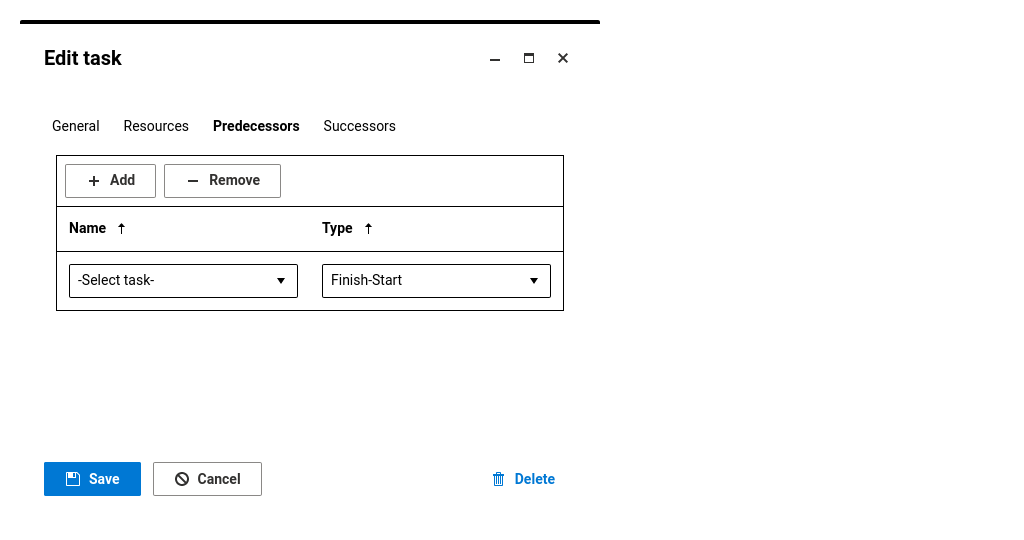 Edit task
General Resources Predecessors Successors
Add Remove
Name Type
-Select task- Finish-Start
Save Cancel Delete